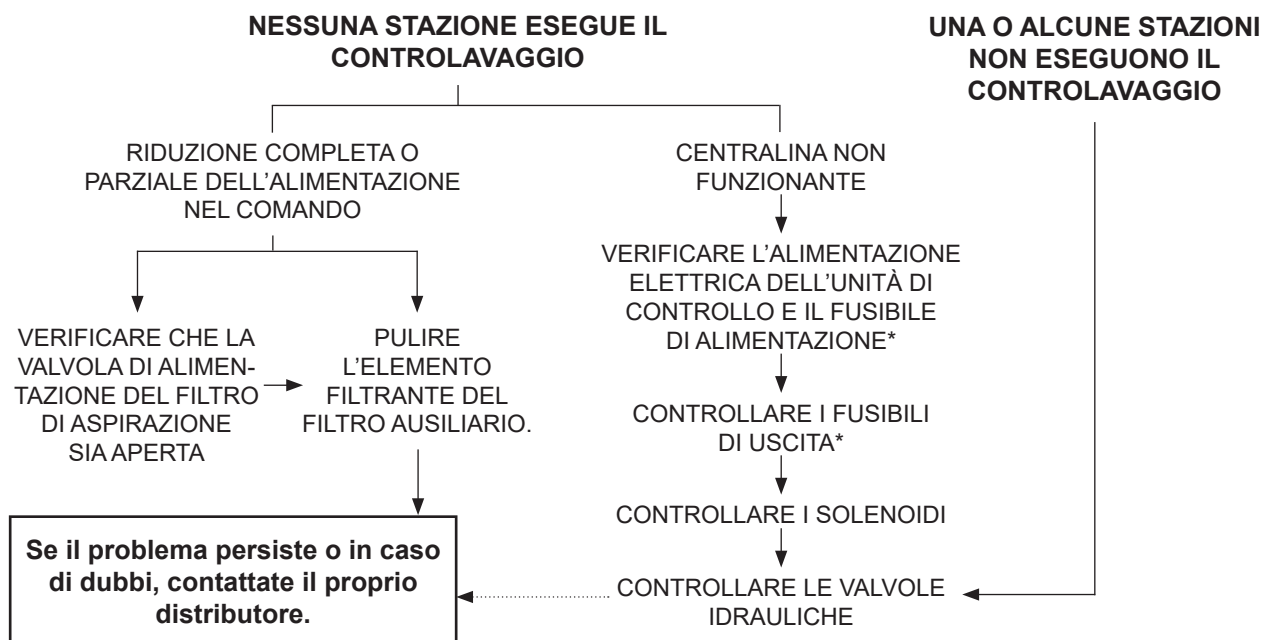 NESSUNA STAZIONE ESEGUE IL
CONTROLAVAGGIO
UNA O ALCUNE STAZIONI
NON ESEGUONO IL
CONTROLAVAGGIO
RIDUZIONE COMPLETA O
PARZIALE DELL’ALIMENTAZIONE
NEL COMANDO
CENTRALINA NON
FUNZIONANTE
VERIFICARE CHE LA
VALVOLA DI ALIMEN-
TAZIONE DEL FILTRO
DI ASPIRAZIONE
SIA APERTA
PULIRE
L’ELEMENTO
FILTRANTE DEL
FILTRO AUSILIARIO.
VERIFICARE L’ALIMENTAZIONE
ELETTRICA DELL’UNITÀ DI
CONTROLLO E IL FUSIBILE
DI ALIMENTAZIONE*
CONTROLLARE I FUSIBILI
DI USCITA*
CONTROLLARE I SOLENOIDI
CONTROLLARE LE VALVOLE
IDRAULICHE
Se il problema persiste o in caso
di dubbi, contattate il proprio
distributore.